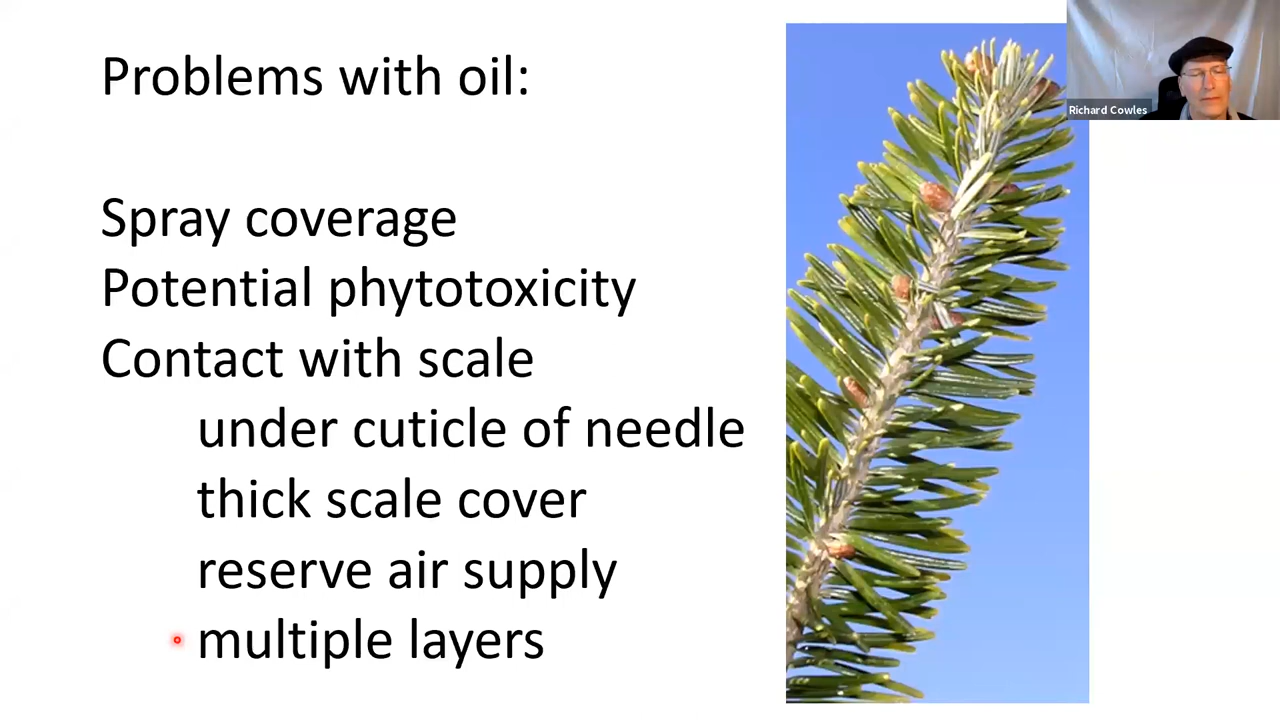 Problems with oil:
Spray coverage
Potential phytotoxicity
Contact with scale
under cuticle of needle
thick scale cover
reserve air supply
multiple layers
Richard Cowles